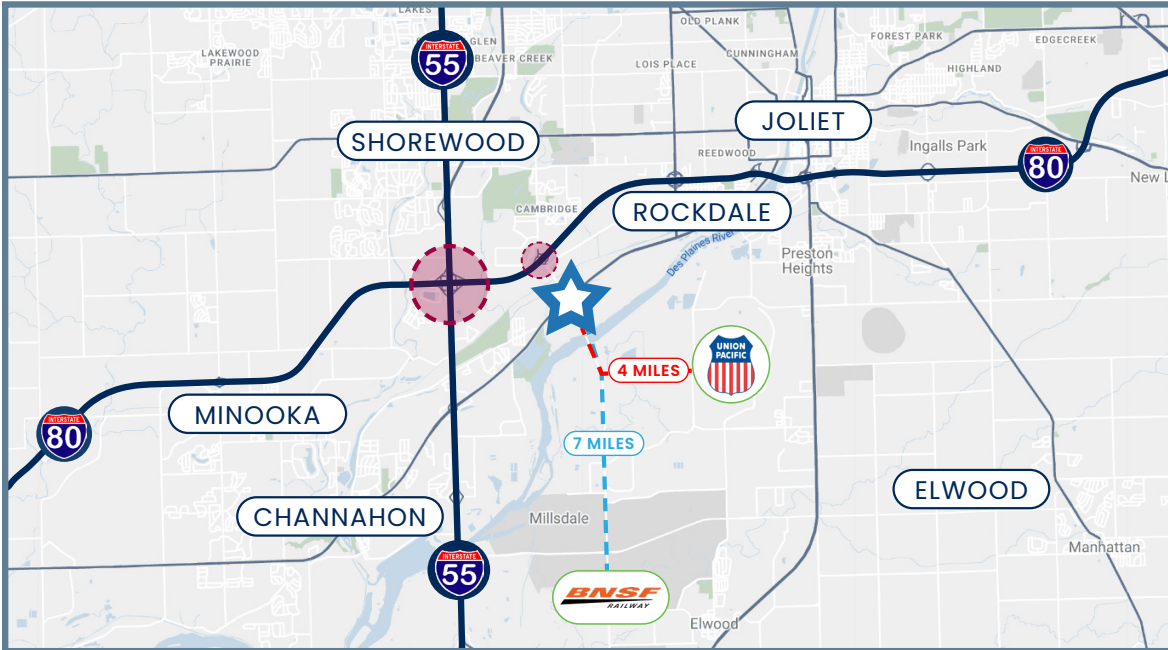 LAKES
OLD PLANK
FOREST PARK
EDGECREEK
LAKEWOOD
PRAIRIE
GLEN
BEAVER CREEK
LOIS PLACE
CUNNINGHAM
HIGHLAND
INTERSTATE
55
SHOREWOOD
JOLIET
REEDWOOD
Ingalls Park
INTERSTATE
80
New L
CAMBRIDGE
ROCKDALE
Des Plaines River
Preston
Heights
UNION
PACIFIC
4 MILES
MINOOKA
INTERSTATE
80
7 MILES
ELWOOD
CHANNAHON
Millsdale
Manhattan
INTERSTATE
55
BNSF
RAILWAY
Elwood